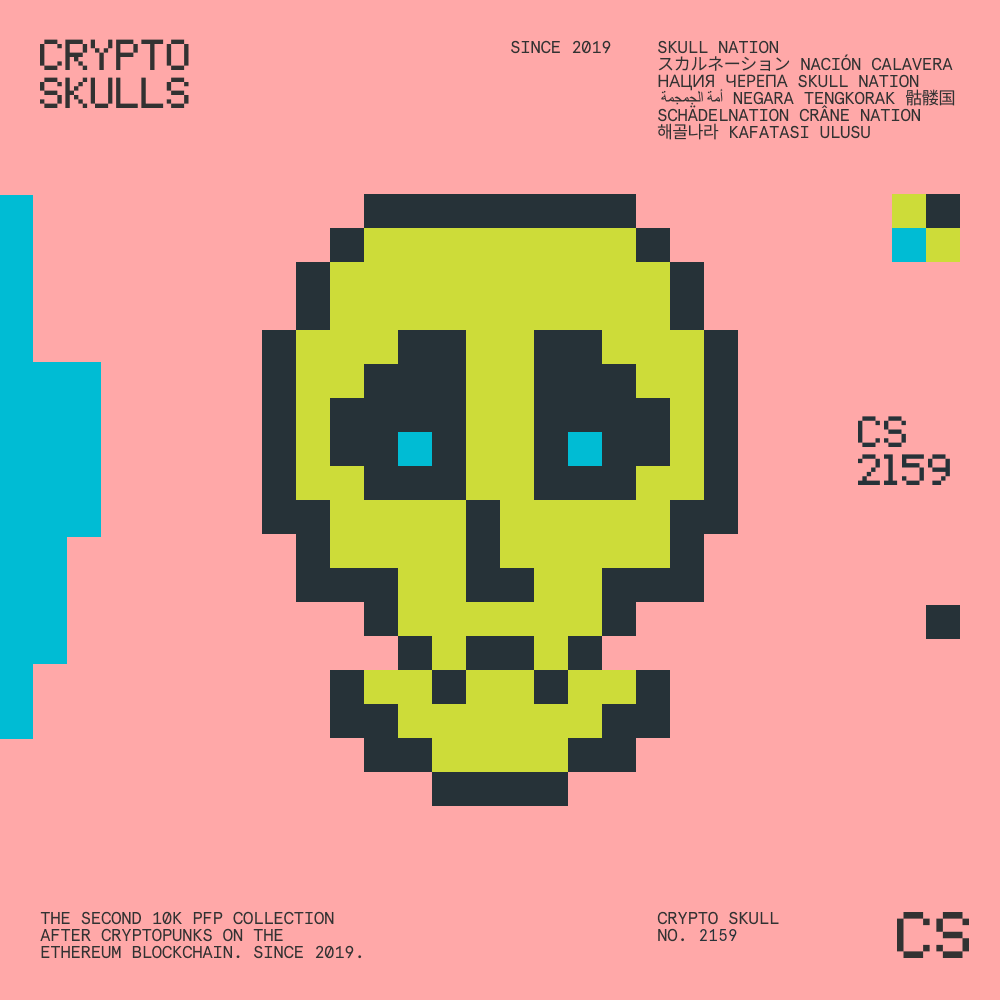 CRYPTO
SKULLS
SINCE 2019
SKULL NATION
スカルネーション NACIÓN CALAVERA
НАЦИЯ ЧЕРЕПА SKULL NATION
أمة الجمجمة NEGARA TENGKORAK 骷髅国
SCHÄDELNATION CRÂNE NATION
해골나라 KAFATASI ULUSU
CS
2159
THE SECOND 10K PFP COLLECTION
AFTER CRYPTOPUNKS ON THE
ETHEREUM BLOCKCHAIN. SINCE 2019.
CRYPTO SKULL
NO. 2159
CS